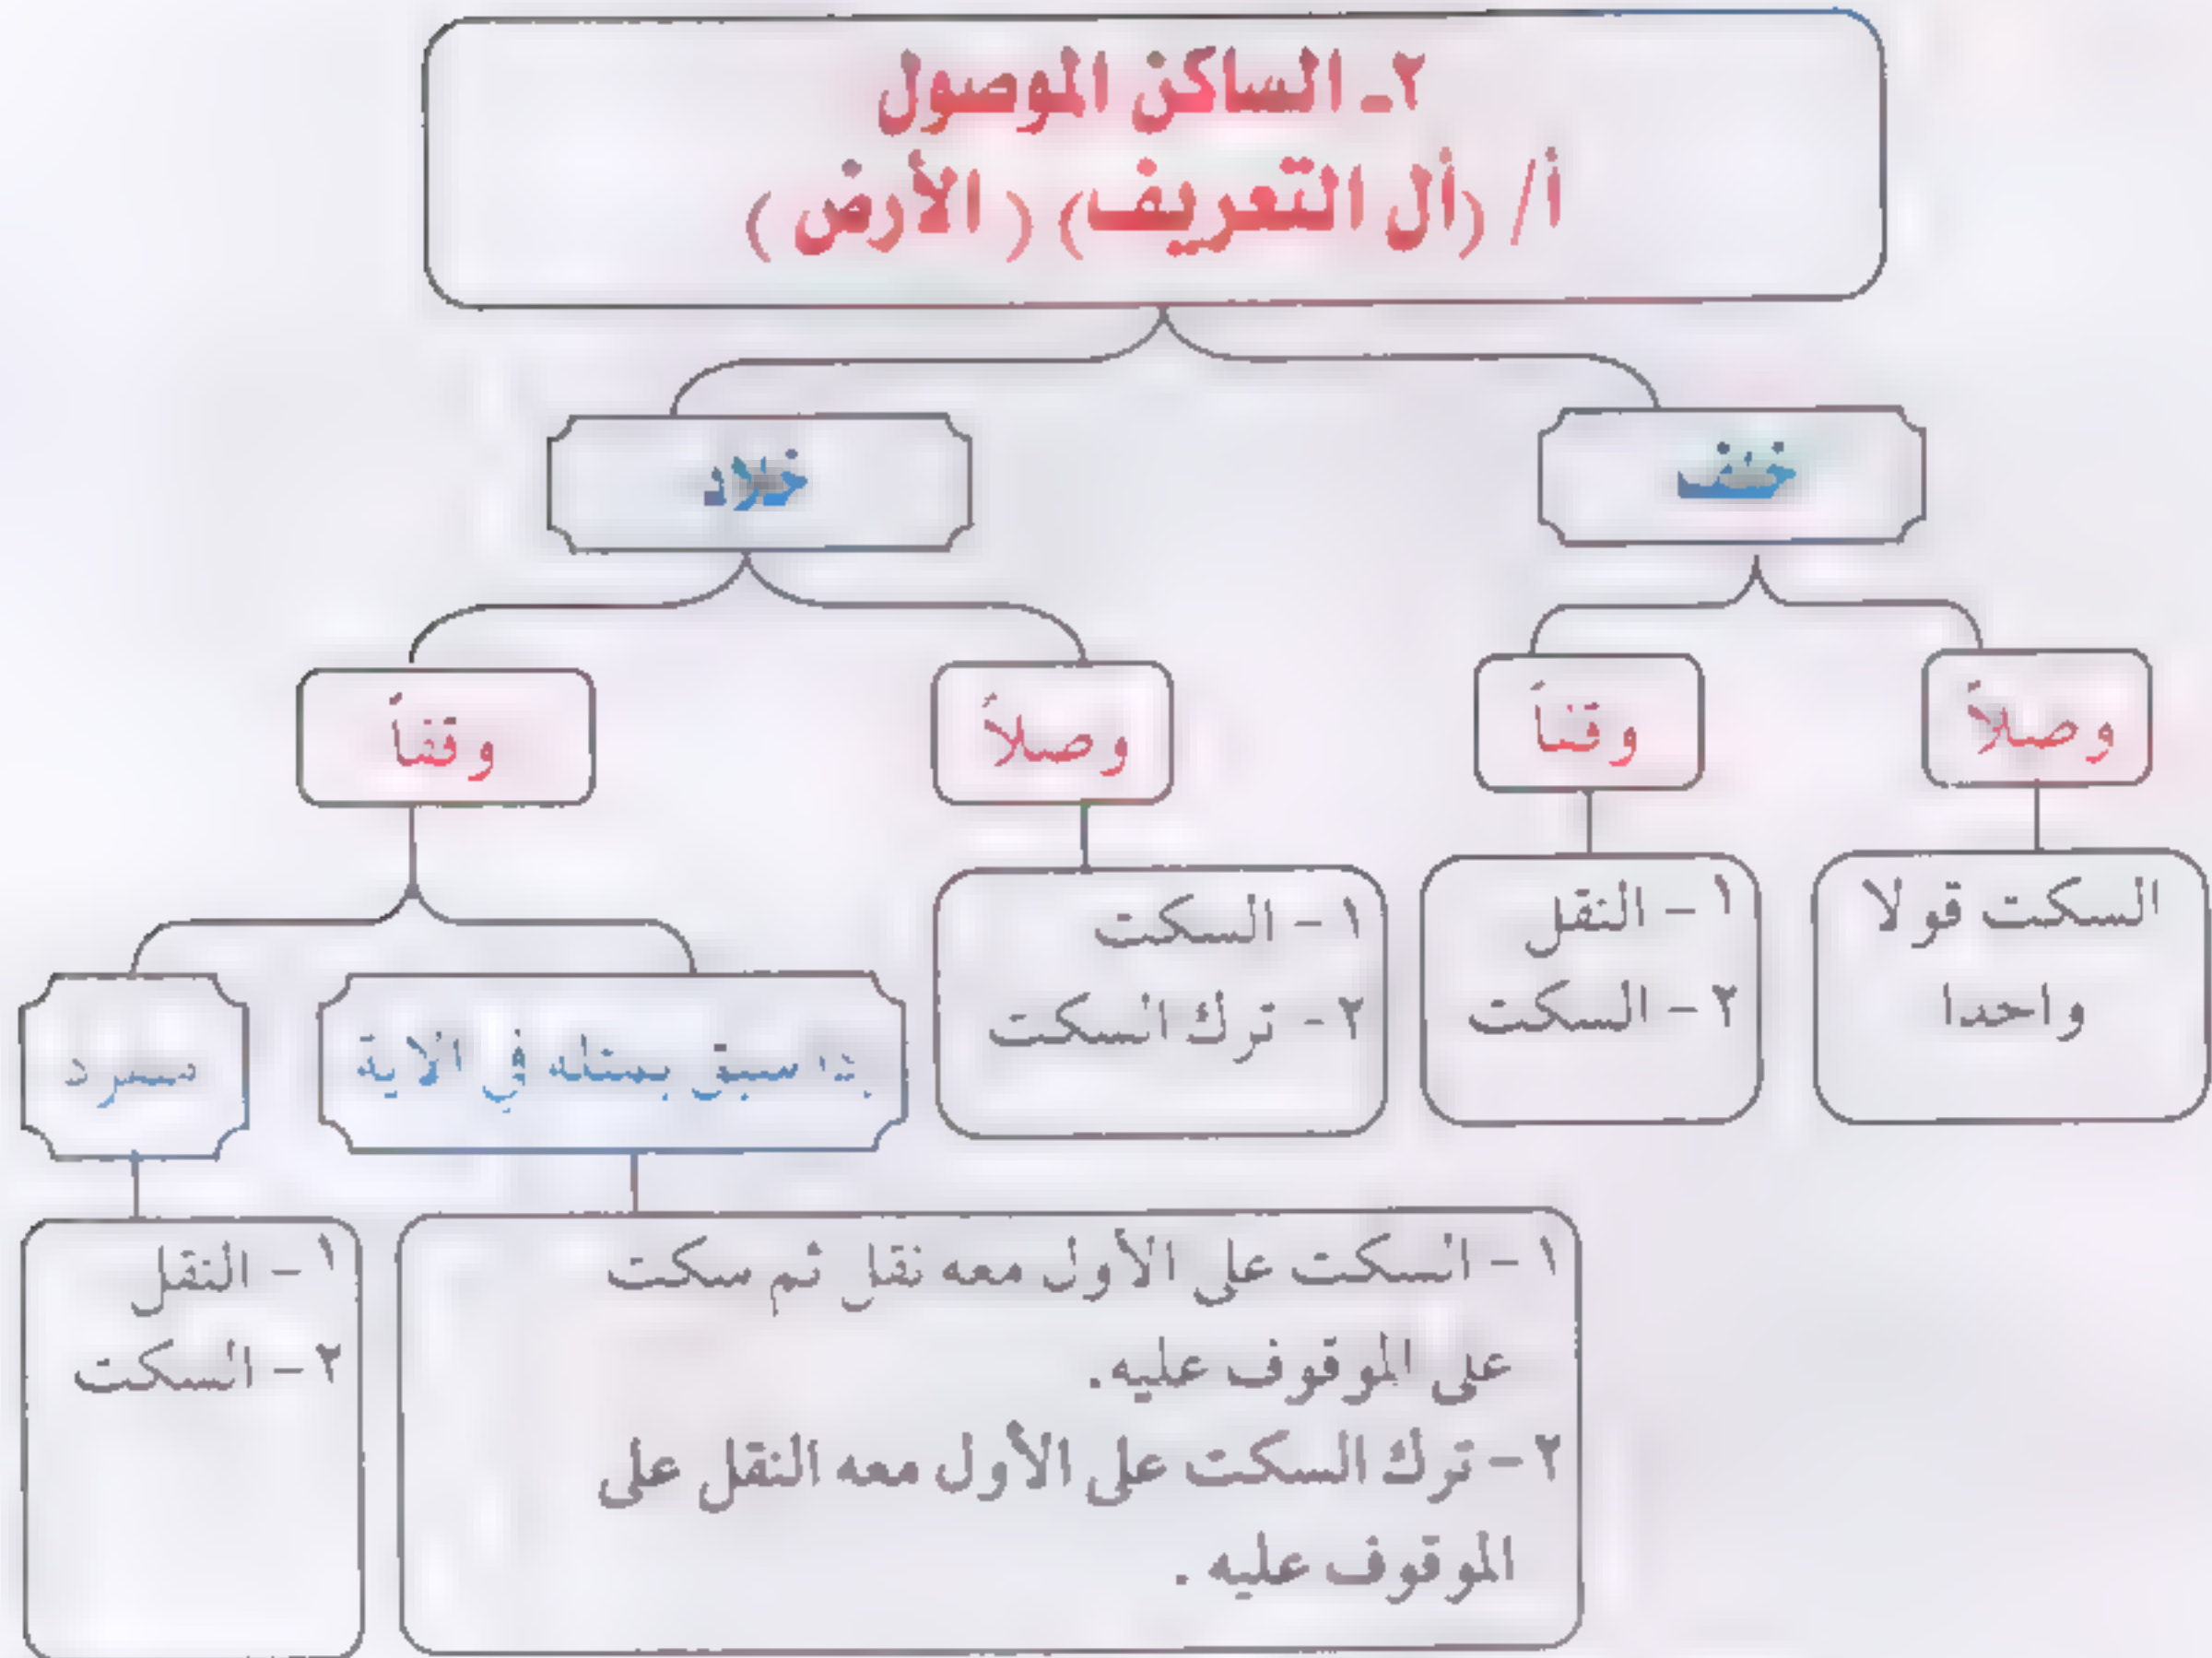 ٢ـ الساكن الموصول
أ/ (أل التعريف) ( الأرض )
خلف
خلاد
وصلاً
وقفاً
وصلاً
وقفاً
السكت قولا
واحدا
١ - النقل
٢ - السكت
١ - السكت
٢ - ترك السكت
سبق بمثله في الاية
١ - السكت على الأول معه نقل ثم سكت
على الموقوف عليه.
٢ - ترك السكت على الأول معه النقل على
الموقوف عليه .
١ - النقل
٢ - السكت